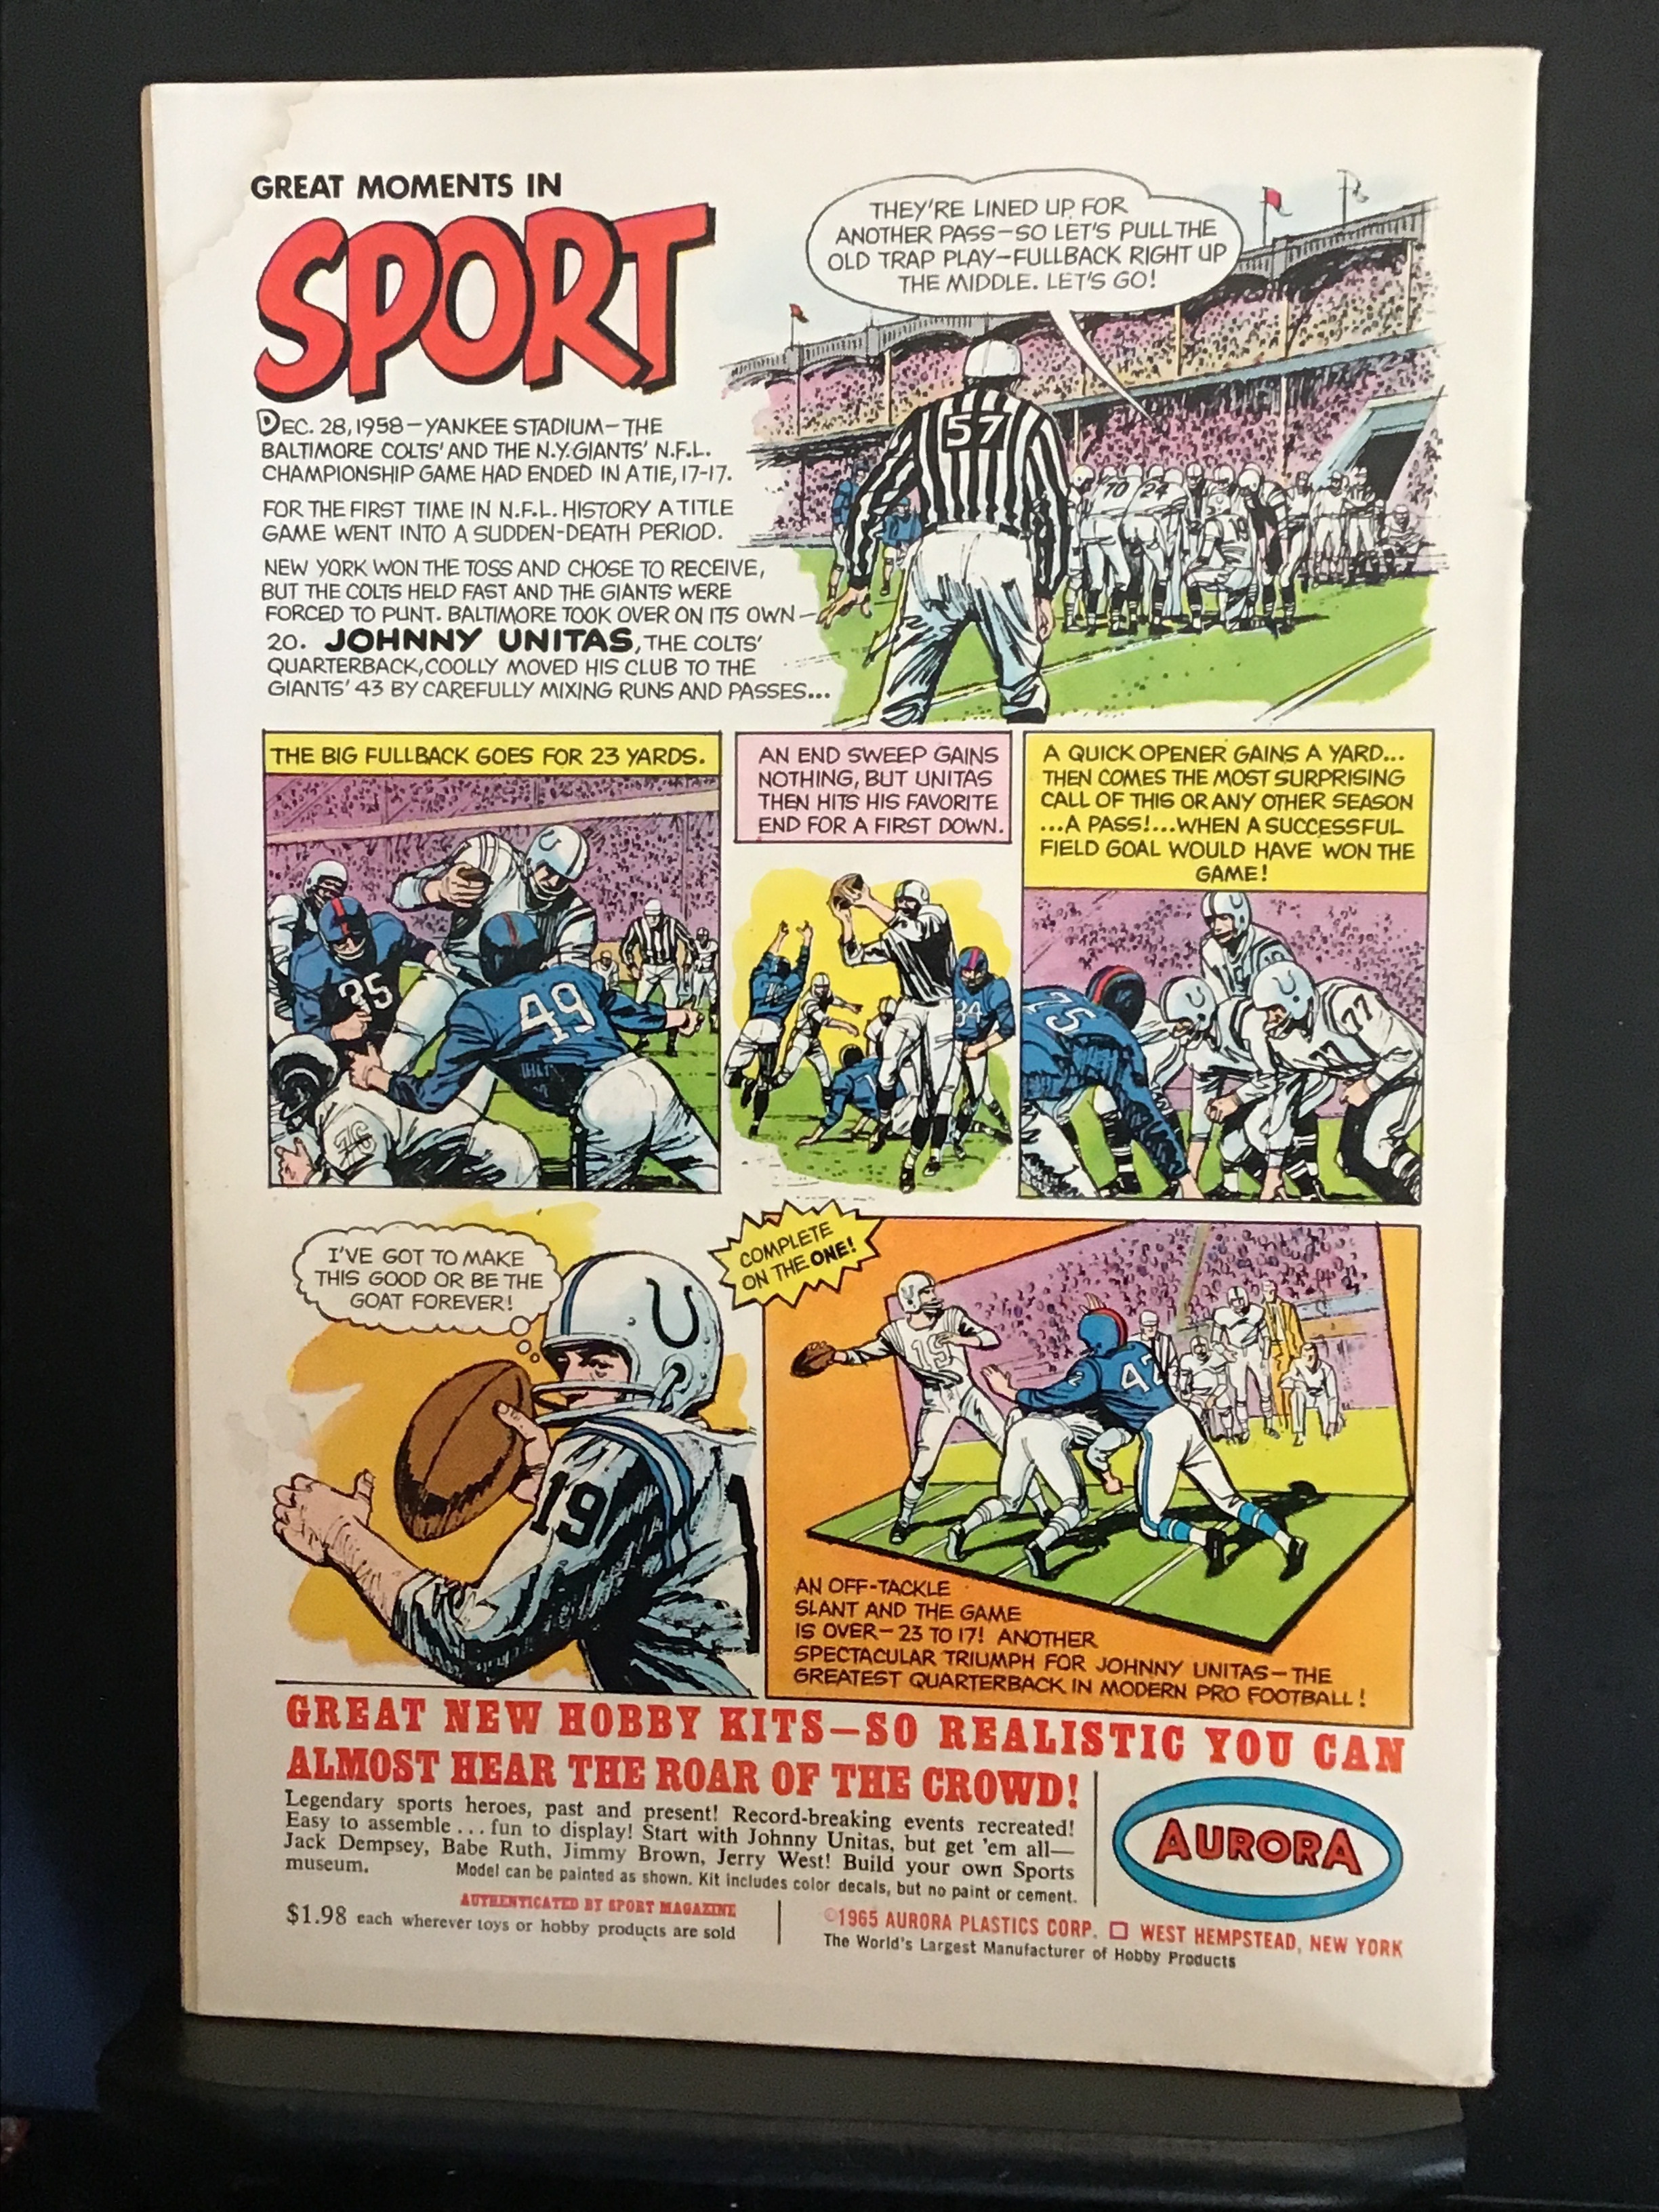 GREAT MOMENTS IN
SPORT
DEC. 28, 1958—YANKEE STADIUM—THE
BALTIMORE COLTS' AND THE N.Y. GIANTS' N.F.L.
CHAMPIONSHIP GAME HAD ENDED IN A TIE, 17-17.
FOR THE FIRST TIME IN N.F.L. HISTORY A TITLE
GAME WENT INTO A SUDDEN-DEATH PERIOD.
NEW YORK WON THE TOSS AND CHOSE TO RECEIVE,
BUT THE COLTS HELD FAST AND THE GIANTS WERE
FORCED TO PUNT. BALTIMORE TOOK OVER ON ITS OWN
20. JOHNNY UNITAS, THE COLTS'
QUARTERBACK, COOLLY MOVED HIS CLUB TO THE
GIANTS' 43 BY CAREFULLY MIXING RUNS AND PASSES...
THEY'RE LINED UP FOR
ANOTHER PASS—SO LET'S PULL THE
OLD TRAP PLAY—FULLBACK RIGHT UP
THE MIDDLE. LET'S GO!
57
70
24
19
THE BIG FULLBACK GOES FOR 23 YARDS.
35
49
76
AN END SWEEP GAINS
NOTHING, BUT UNITAS
THEN HITS HIS FAVORITE
END FOR A FIRST DOWN.
84
A QUICK OPENER GAINS A YARD...
THEN COMES THE MOST SURPRISING
CALL OF THIS OR ANY OTHER SEASON
...A PASS!...WHEN A SUCCESSFUL
FIELD GOAL WOULD HAVE WON THE
GAME!
75
77
77
I'VE GOT TO MAKE
THIS GOOD OR BE THE
GOAT FOREVER!
19
COMPLETE
ON THE ONE!
19
42
AN OFF-TACKLE
SLANT AND THE GAME
IS OVER—23 TO 17! ANOTHER
SPECTACULAR TRIUMPH FOR JOHNNY UNITAS—THE
GREATEST QUARTERBACK IN MODERN PRO FOOTBALL!
GREAT NEW HOBBY KITS—SO REALISTIC YOU CAN
ALMOST HEAR THE ROAR OF THE CROWD!
Legendary sports heroes, past and present! Record-breaking events recreated!
Easy to assemble...fun to display! Start with Johnny Unitas, but get 'em all—
Jack Dempsey, Babe Ruth, Jimmy Brown, Jerry West! Build your own Sports
museum.
Model can be painted as shown. Kit includes color decals, but no paint or cement.
AURORA
AUTHENTICATED BY SPORT MAGAZINE
$1.98 each wherever toys or hobby products are sold
©1965 AURORA PLASTICS CORP. □ WEST HEMPSTEAD, NEW YORK
The World's Largest Manufacturer of Hobby Products